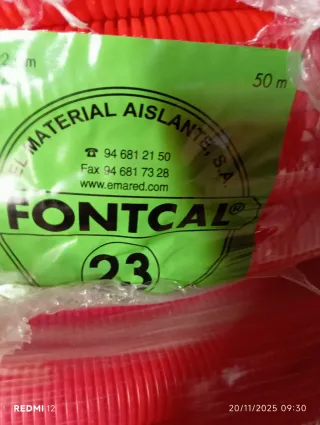 50 m
EL MATERIAL AISLANTE, S.A.
☎ 94 681 21 50
Fax 94 681 73 28
www.emared.com
FONTCAL®
23
REDMI 12
20/11/2025 09:30